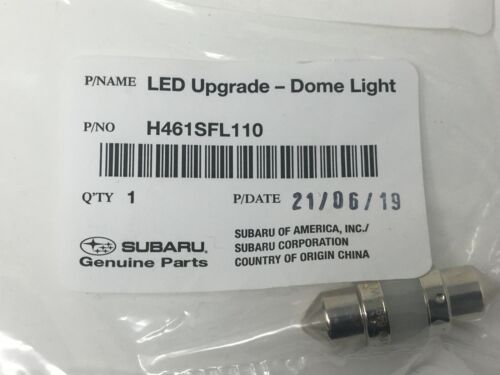 P/NAME LED Upgrade – Dome Light
P/NO H461SFL110
Q'TY 1 P/DATE 21/06/19
SUBARU®
Genuine Parts
SUBARU OF AMERICA, INC./
SUBARU CORPORATION
COUNTRY OF ORIGIN CHINA